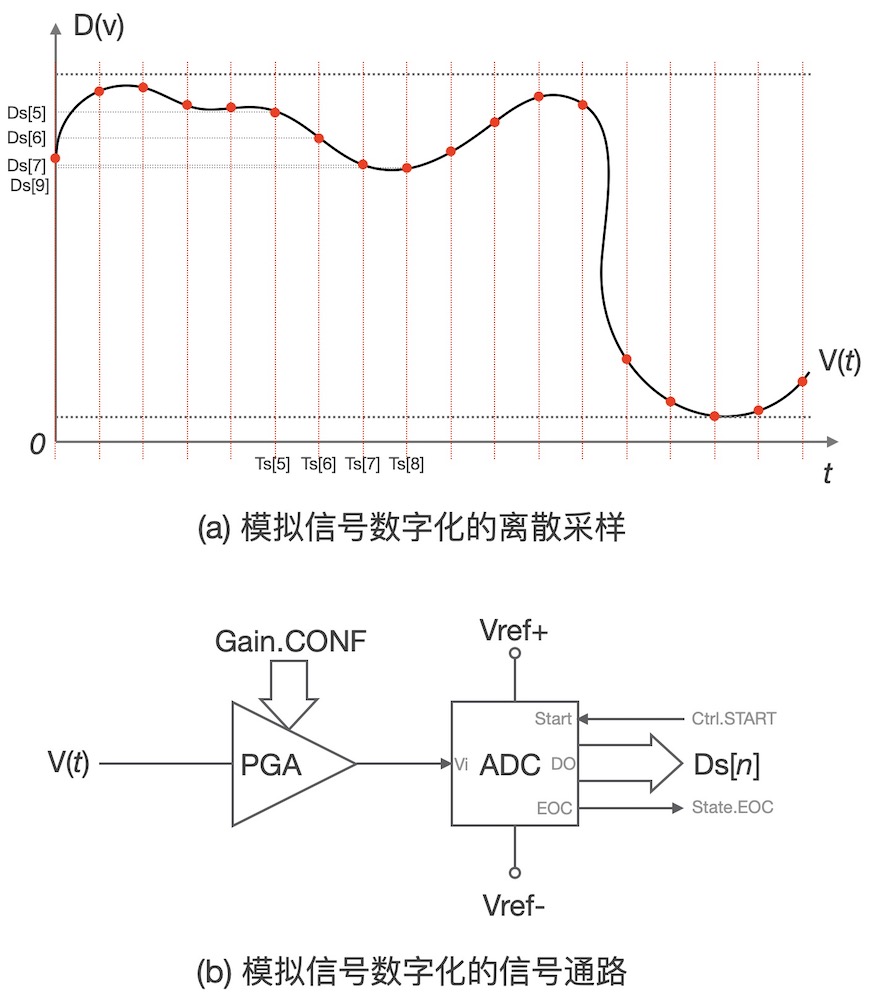 D(v)
Ds[5]
Ds[6]
Ds[7]
Ds[9]
V(t)
0
Ts[5] Ts[6] Ts[7] Ts[8]
t
(a) 模拟信号数字化的离散采样
Gain.CONF
Vref+
Start
Ctrl.START
V(t)
PGA
Vi
ADC
DO
Ds[n]
EOC
State.EOC
Vref-
(b) 模拟信号数字化的信号通路